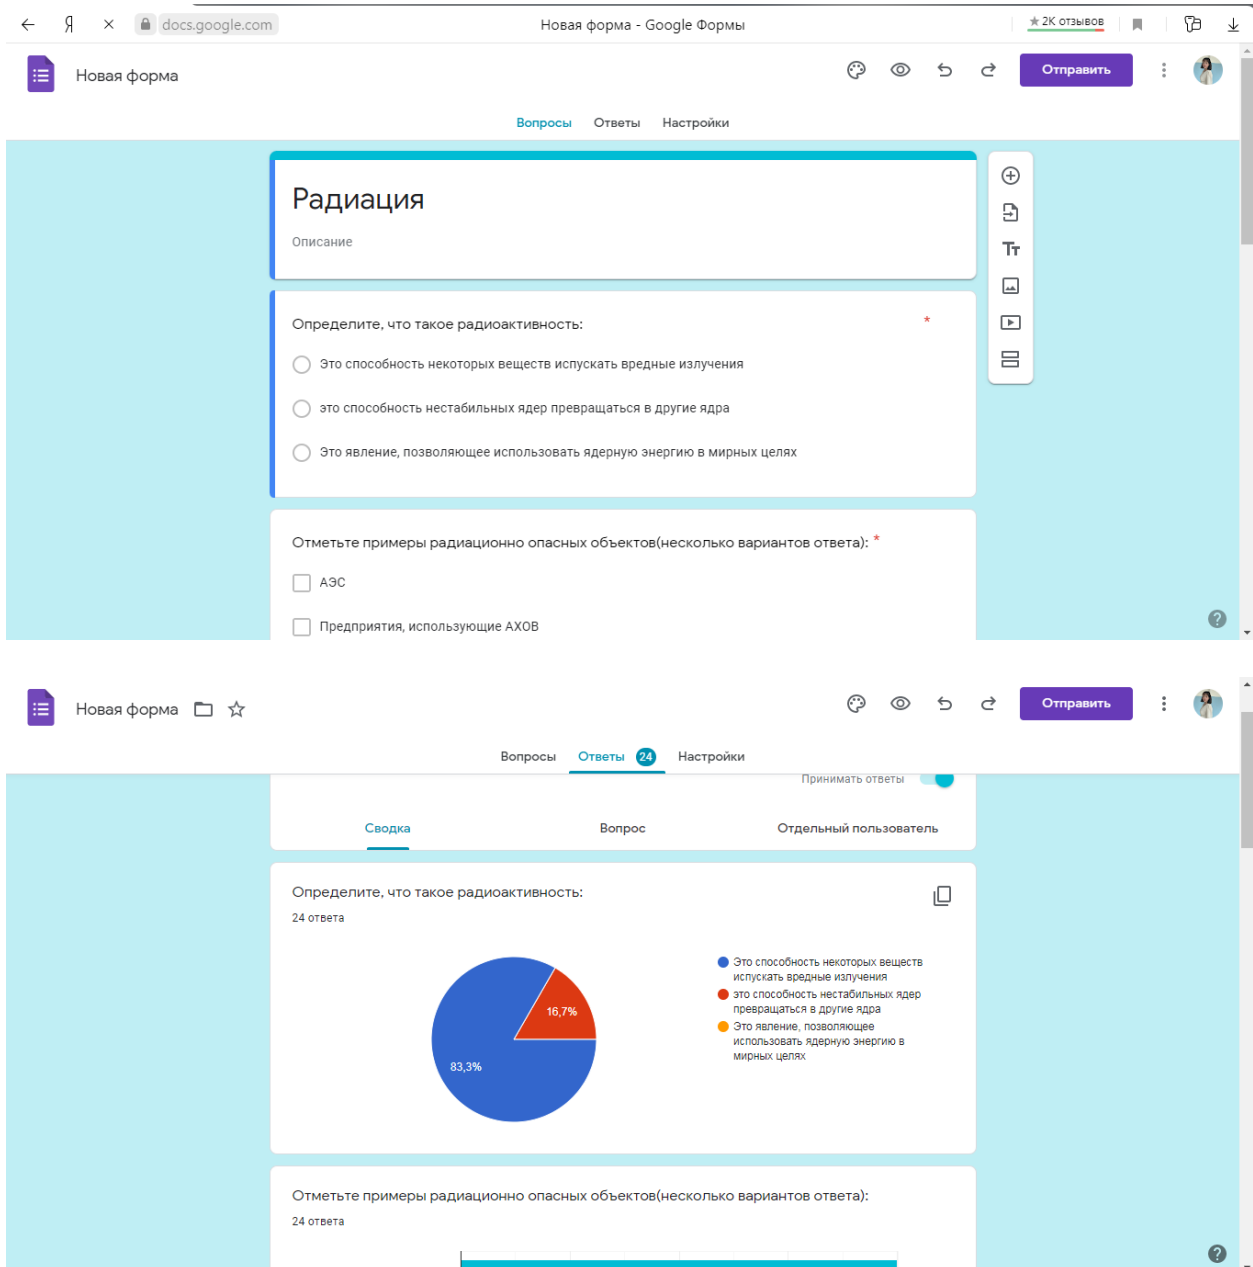 Я
docs.google.com
Новая форма - Google Формы
★ 2K отзывов
Новая форма
Отправить
Вопросы Ответы Настройки
Радиация
Описание
Определите, что такое радиоактивность: *
Это способность некоторых веществ испускать вредные излучения
это способность нестабильных ядер превращаться в другие ядра
Это явление, позволяющее использовать ядерную энергию в мирных целях
Отметьте примеры радиационно опасных объектов(несколько вариантов ответа): *
АЭС
Предприятия, использующие АХОВ
Новая форма
Отправить
Вопросы Ответы 24 Настройки
Принимать ответы
Сводка Вопрос Отдельный пользователь
Определите, что такое радиоактивность:
24 ответа
16,7%
83,3%
Это способность некоторых веществ
испускать вредные излучения
это способность нестабильных ядер
превращаться в другие ядра
Это явление, позволяющее
использовать ядерную энергию в
мирных целях
Отметьте примеры радиационно опасных объектов(несколько вариантов ответа):
24 ответа